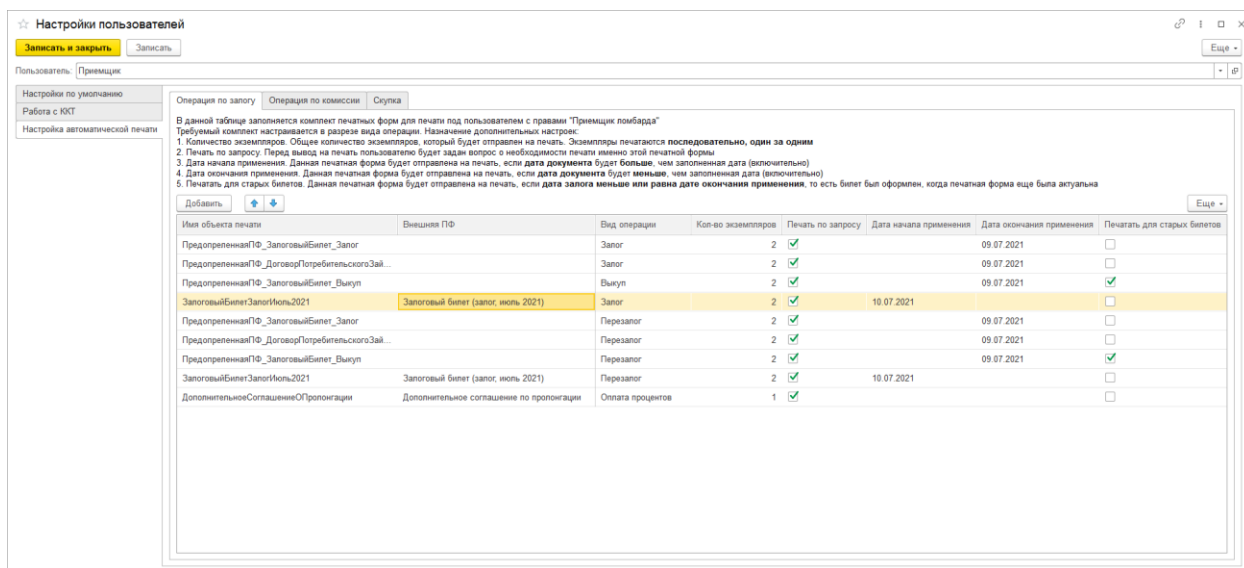 Настройки пользователей
Записать и закрыть Записать Еще
Пользователь: Приемщик
Настройки по умолчанию
Работа с ККТ
Настройка автоматической печати
Операция по залогу Операция по комиссии Скупка
В данной таблице заполняется комплект печатных форм для печати под пользователем с правами "Приемщик ломбарда"
Требуемый комплект настраивается в разрезе вида операции. Назначение дополнительных настроек:
1. Количество экземпляров. Общее количество экземпляров, который будет отправлен на печать. Экземпляры печатаются последовательно, один за одним
2. Печать по запросу. Перед вывод на печать пользователю будет задан вопрос о необходимости печати именно этой печатной формы
3. Дата начала применения. Данная печатная форма будет отправлена на печать, если дата документа будет больше, чем заполненная дата (включительно)
4. Дата окончания применения. Данная печатная форма будет отправлена на печать, если дата документа будет меньше, чем заполненная дата (включительно)
5. Печатать для старых билетов. Данная печатная форма будет отправлена на печать, если дата залога меньше или равна дате окончания применения, то есть билет был оформлен, когда печатная форма еще была актуальна
Добавить Еще
Имя объекта печати Внешняя ПФ Вид операции Кол-во экземпляров Печать по запросу Дата начала применения Дата окончания применения Печатать для старых билетов
ПредопреленнаяПФ_ЗалоговыйБилет_Залог Залог 2 09.07.2021
ПредопреленнаяПФ_ДоговорПотребительскогоЗай... Залог 2 09.07.2021
ПредопреленнаяПФ_ЗалоговыйБилет_Выкуп Выкуп 2 09.07.2021
ЗалоговыйБилетЗалогИюль2021 Залоговый билет (залог, июль 2021) Залог 2 10.07.2021
ПредопреленнаяПФ_ЗалоговыйБилет_Залог Перезалог 2 09.07.2021
ПредопреленнаяПФ_ДоговорПотребительскогоЗай... Перезалог 2 09.07.2021
ПредопреленнаяПФ_ЗалоговыйБилет_Выкуп Перезалог 2 09.07.2021
ЗалоговыйБилетЗалогИюль2021 Залоговый билет (залог, июль 2021) Перезалог 2 10.07.2021
ДополнительноеСоглашениеОПролонгации Дополнительное соглашение по пролонгации Оплата процентов 1